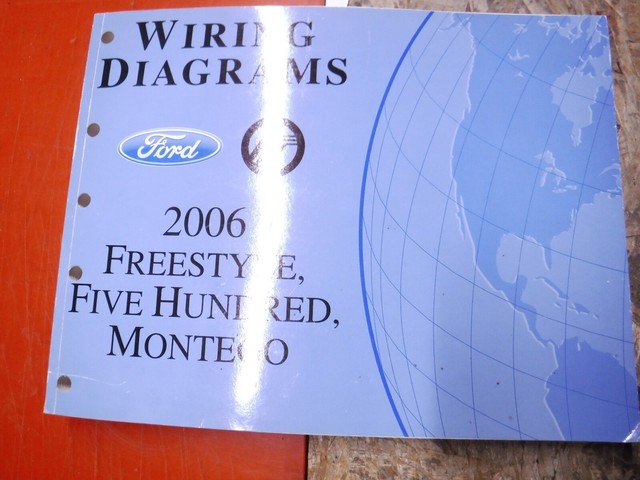 WIRING
DIAGRAMS
Ford
2006
FREESTYLE,
FIVE HUNDRED,
MONTEGO